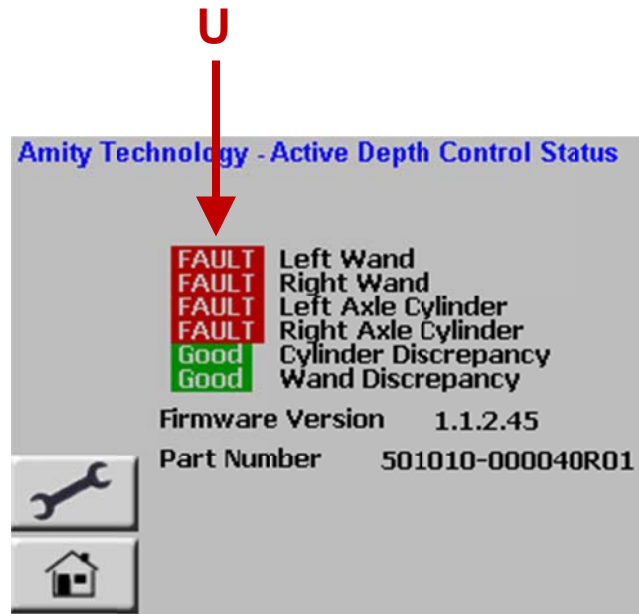 U
Amity Technology - Active Depth Control Status
FAULT Left Wand
FAULT Right Wand
FAULT Left Axle Cylinder
FAULT Right Axle Cylinder
Good Cylinder Discrepancy
Good Wand Discrepancy
Firmware Version 1.1.2.45
Part Number 501010-000040R01